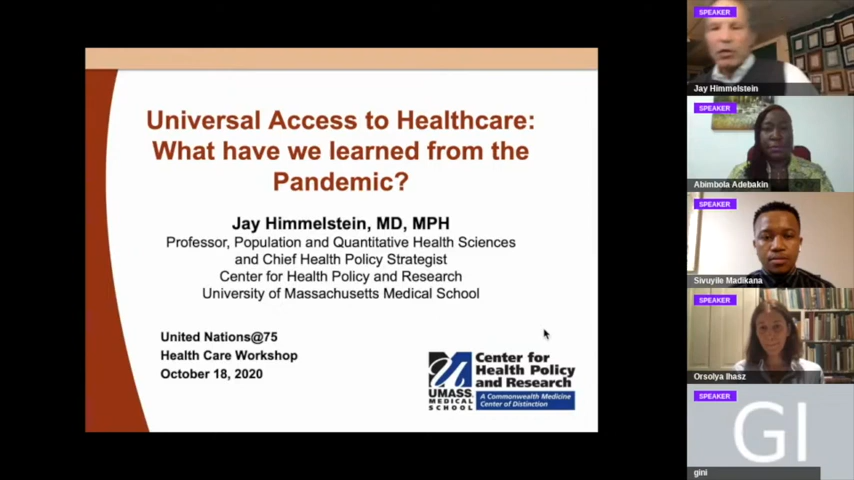 Universal Access to Healthcare:
What have we learned from the
Pandemic?
Jay Himmelstein, MD, MPH
Professor, Population and Quantitative Health Sciences
and Chief Health Policy Strategist
Center for Health Policy and Research
University of Massachusetts Medical School
United Nations@75
Health Care Workshop
October 18, 2020
UMASS
MEDICAL
SCHOOL
Center for
Health Policy
and Research
A Commonwealth Medicine
Center of Distinction
SPEAKER
Jay Himmelstein
SPEAKER
Abimbola Adebakin
SPEAKER
Sivuyile Madikana
SPEAKER
Orsolya Ihasz
SPEAKER
GI
gini